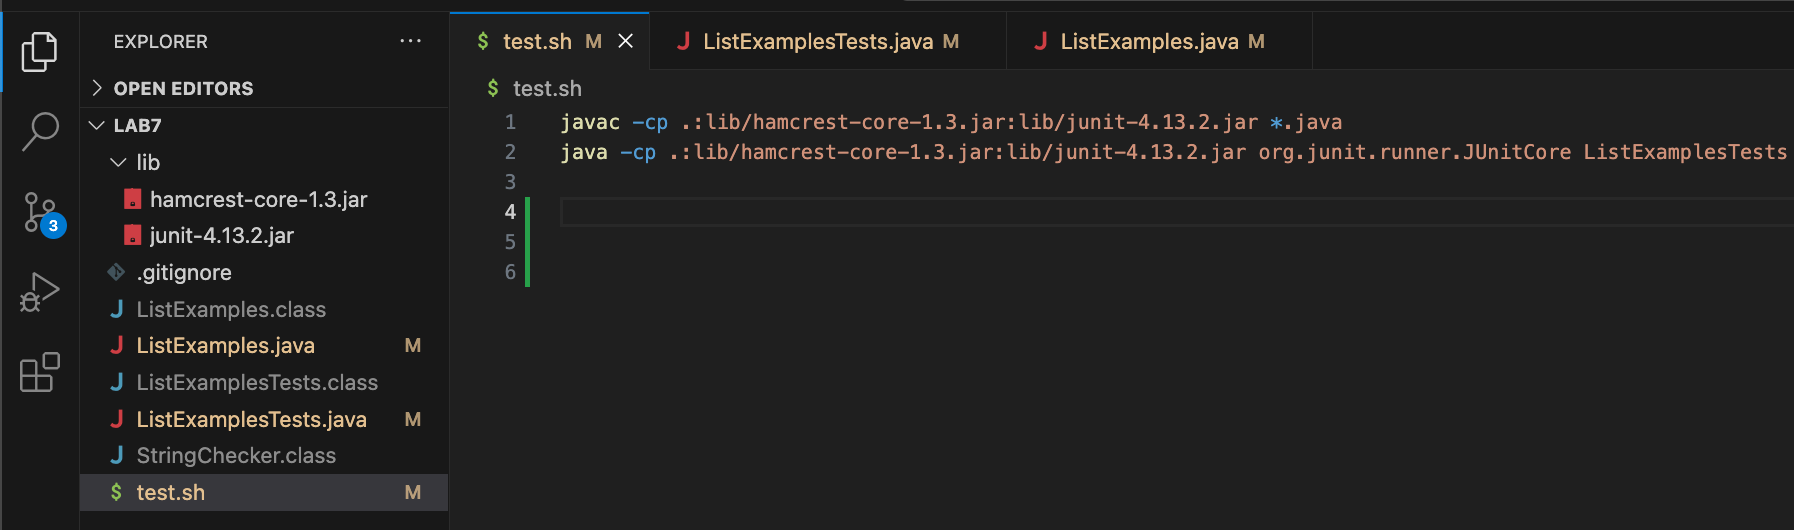 EXPLORER ...
OPEN EDITORS
LAB7
lib
hamcrest-core-1.3.jar
junit-4.13.2.jar
.gitignore
ListExamples.class
ListExamples.java M
ListExamplesTests.class
ListExamplesTests.java M
StringChecker.class
$ test.sh M
3
$ test.sh M
ListExamplesTests.java M
ListExamples.java M
$ test.sh
1 javac -cp .:lib/hamcrest-core-1.3.jar:lib/junit-4.13.2.jar *.java
2 java -cp .:lib/hamcrest-core-1.3.jar:lib/junit-4.13.2.jar org.junit.runner.JUnitCore ListExamplesTests
3
4
5
6